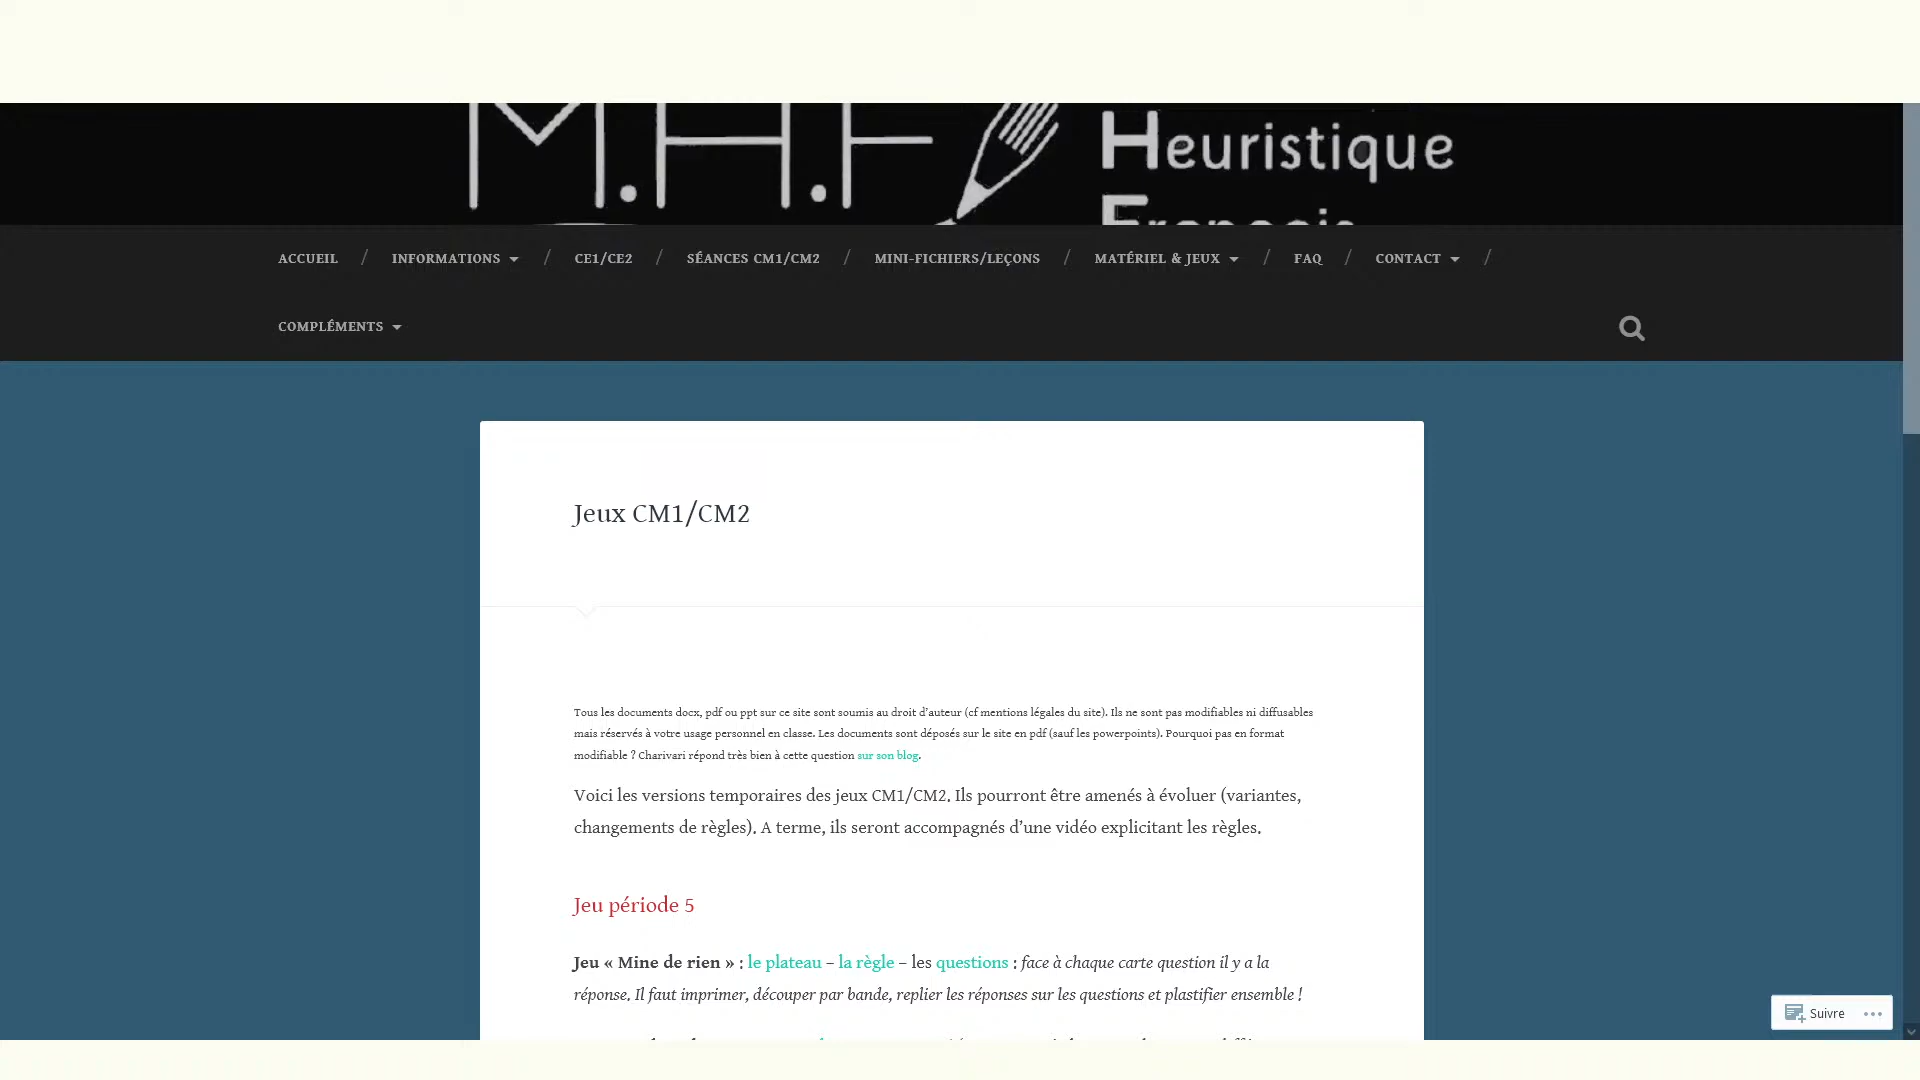 M.H.F
Heuristique
Français
ACCUEIL / INFORMATIONS / CE1/CE2 / SÉANCES CM1/CM2 / MINI-FICHIERS/LEÇONS / MATÉRIEL & JEUX / FAQ / CONTACT /
COMPLÉMENTS
Jeux CM1/CM2
Tous les documents docx, pdf ou ppt sur ce site sont soumis au droit d’auteur (cf mentions légales du site). Ils ne sont pas modifiables ni diffusables
mais réservés à votre usage personnel en classe. Les documents sont déposés sur le site en pdf (sauf les powerpoints). Pourquoi pas en format
modifiable ? Charivari répond très bien à cette question sur son blog.
Voici les versions temporaires des jeux CM1/CM2. Ils pourront être amenés à évoluer (variantes,
changements de règles). A terme, ils seront accompagnés d’une vidéo explicitant les règles.
Jeu période 5
Jeu « Mine de rien » : le plateau – la règle – les questions : face à chaque carte question il y a la
réponse. Il faut imprimer, découper par bande, replier les réponses sur les questions et plastifier ensemble !
Suivre